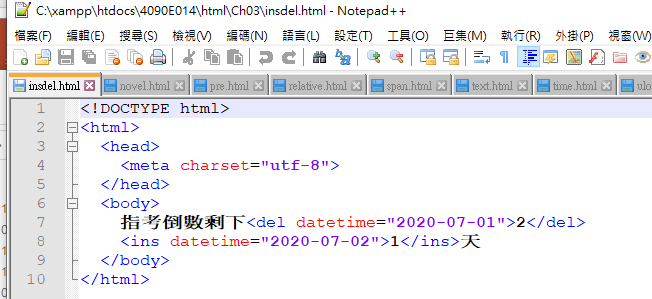 C:\xampp\htdocs\4090E014\html\Ch03\insdel.html - Notepad++
檔案(F) 編輯(E) 搜尋(S) 檢視(V) 編碼(N) 語言(L) 設定(T) 工具(O) 巨集(M) 執行(R) 外掛(P) 視窗(W)
insdel.html novel.html pre.html relative.html span.html text.html time.html ulo
1 <!DOCTYPE html>
2 <html>
3 <head>
4 <meta charset="utf-8">
5 </head>
6 <body>
7 指考倒數剩下<del datetime="2020-07-01">2</del>
8 <ins datetime="2020-07-02">1</ins>天
9 </body>
10 </html>